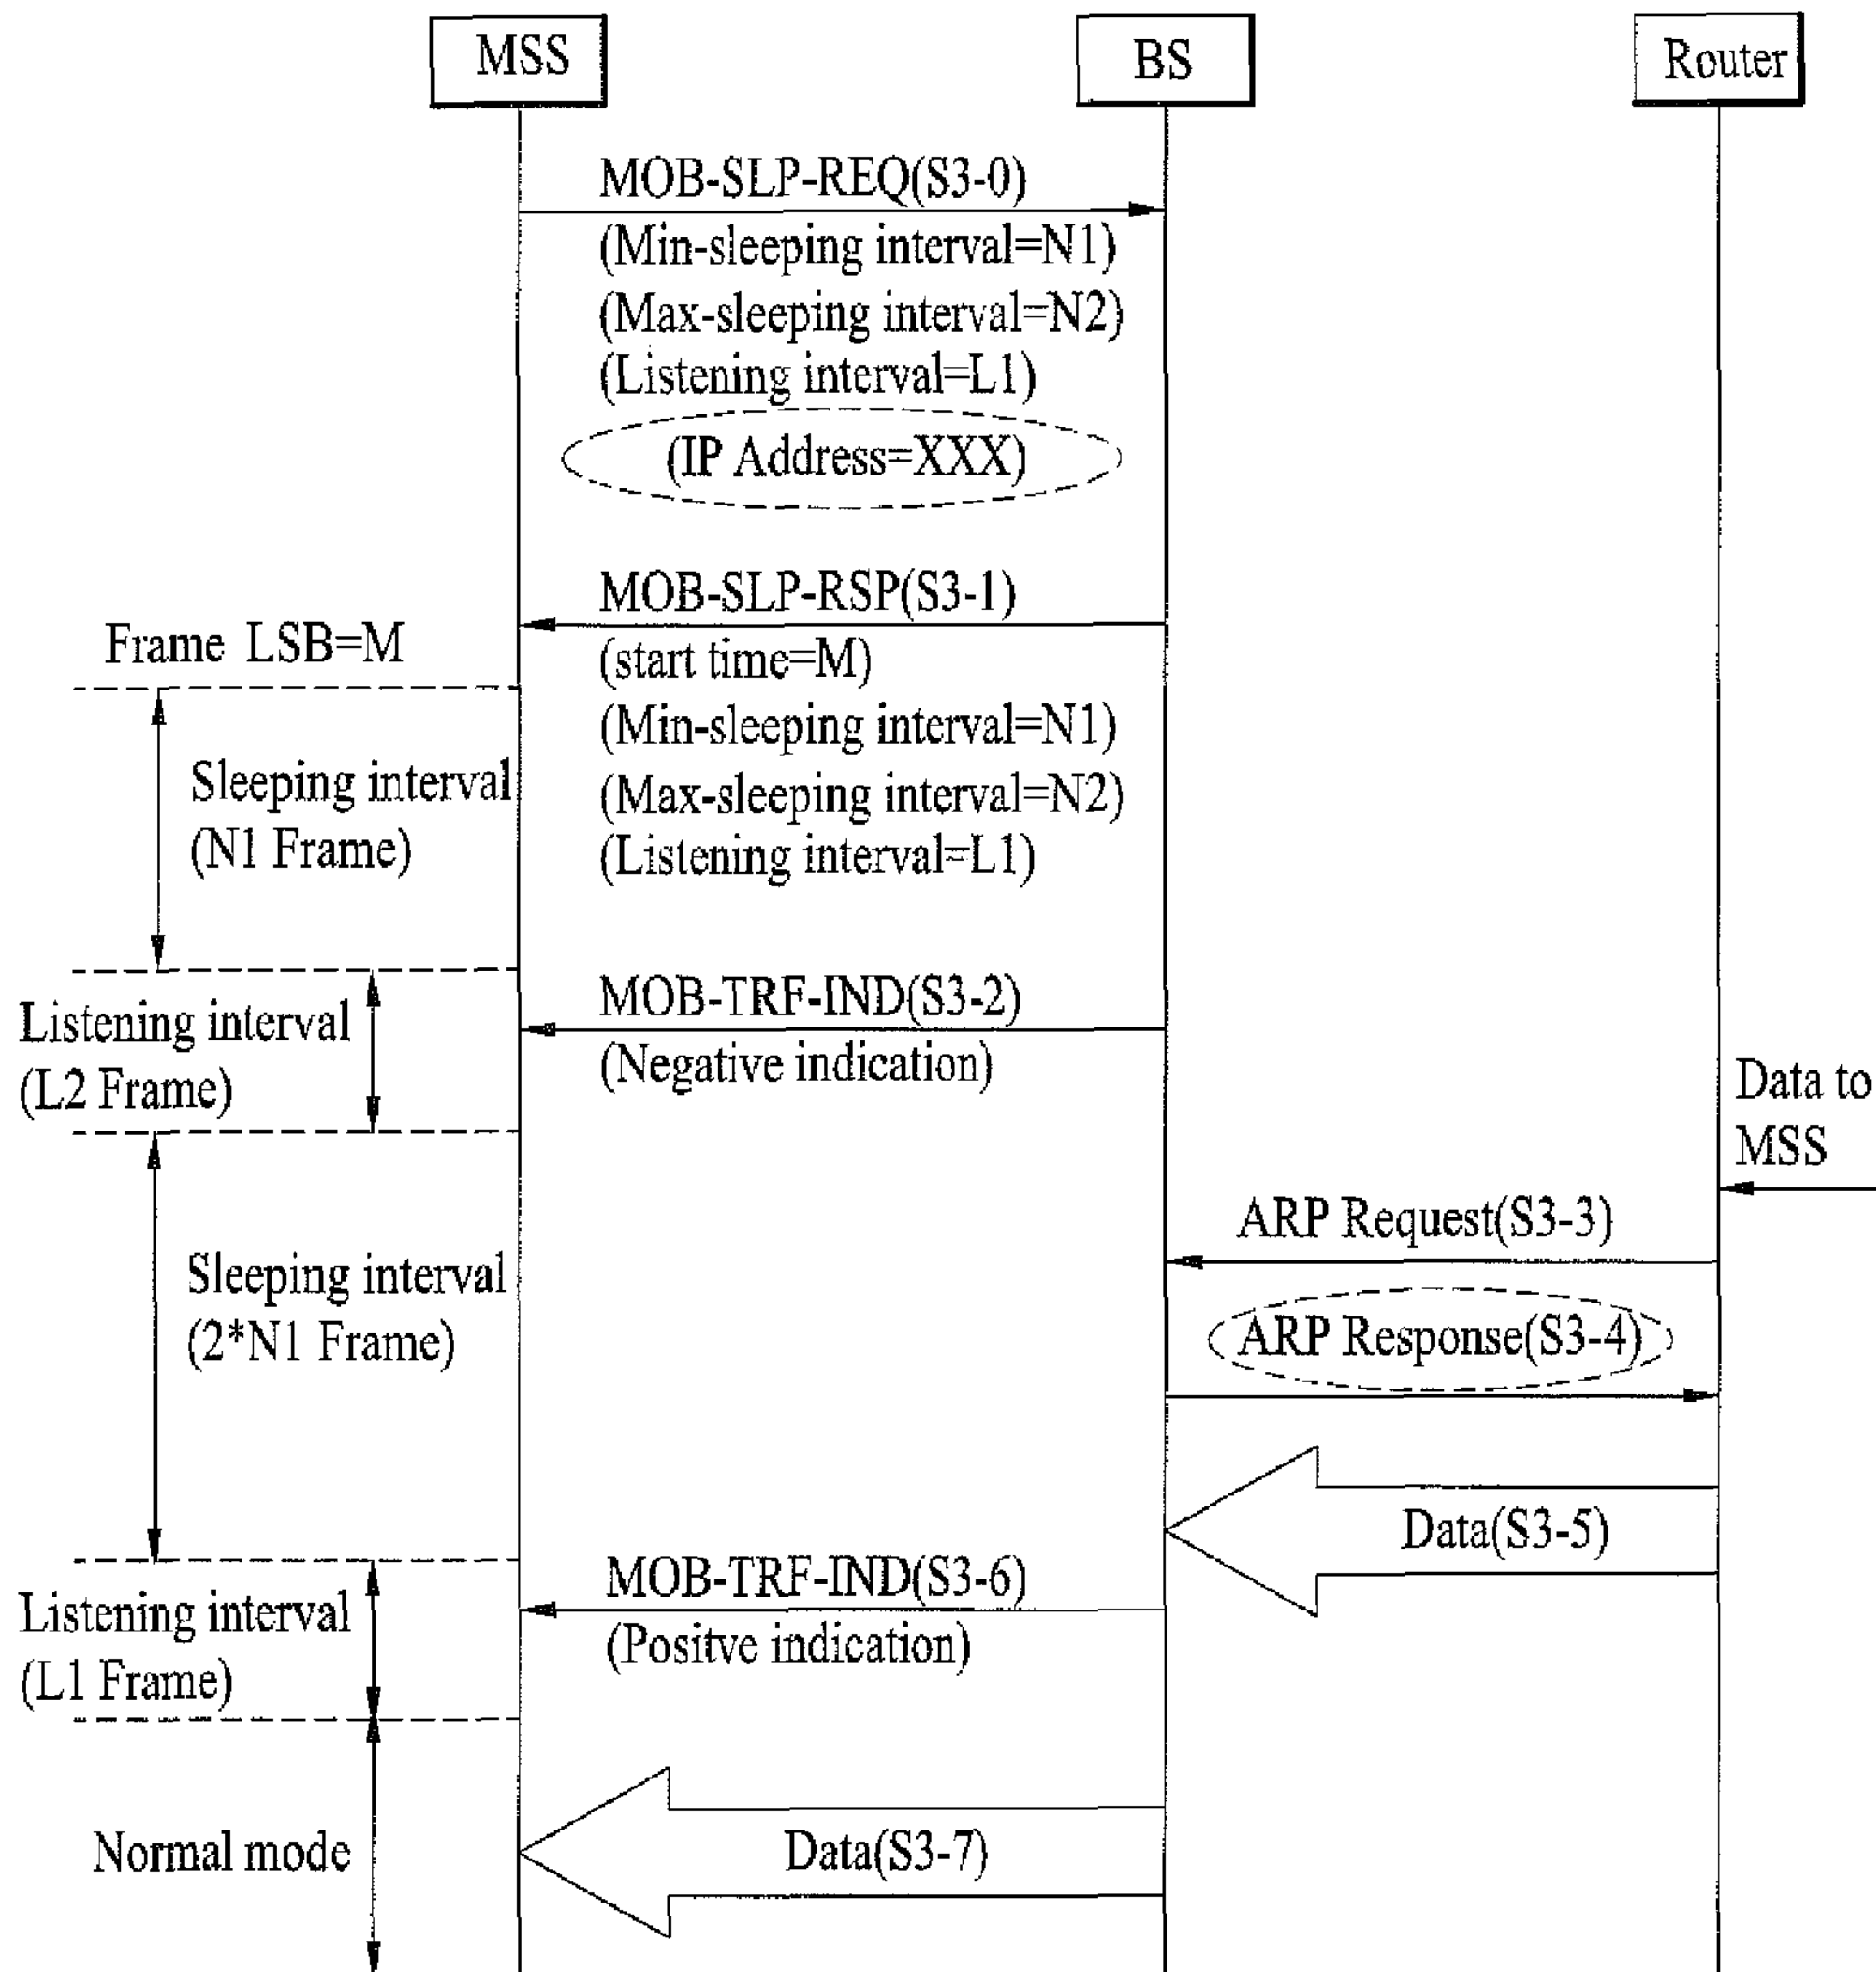 MSS
BS
Router
MOB-SLP-REQ(S3-0)
(Min-sleeping interval=N1)
(Max-sleeping interval=N2)
(Listening interval=L1)
(IP Address=XXX)
MOB-SLP-RSP(S3-1)
Frame LSB=M
(start time=M)
(Min-sleeping interval=N1)
Sleeping interval
(N1 Frame)
(Max-sleeping interval=N2)
(Listening interval=L1)
MOB-TRF-IND(S3-2)
Listening interval
(L2 Frame)
(Negative indication)
Data to
MSS
ARP Request(S3-3)
Sleeping interval
(2*N1 Frame)
ARP Response(S3-4)
Data(S3-5)
MOB-TRF-IND(S3-6)
Listening interval
(L1 Frame)
(Positve indication)
Normal mode
Data(S3-7)